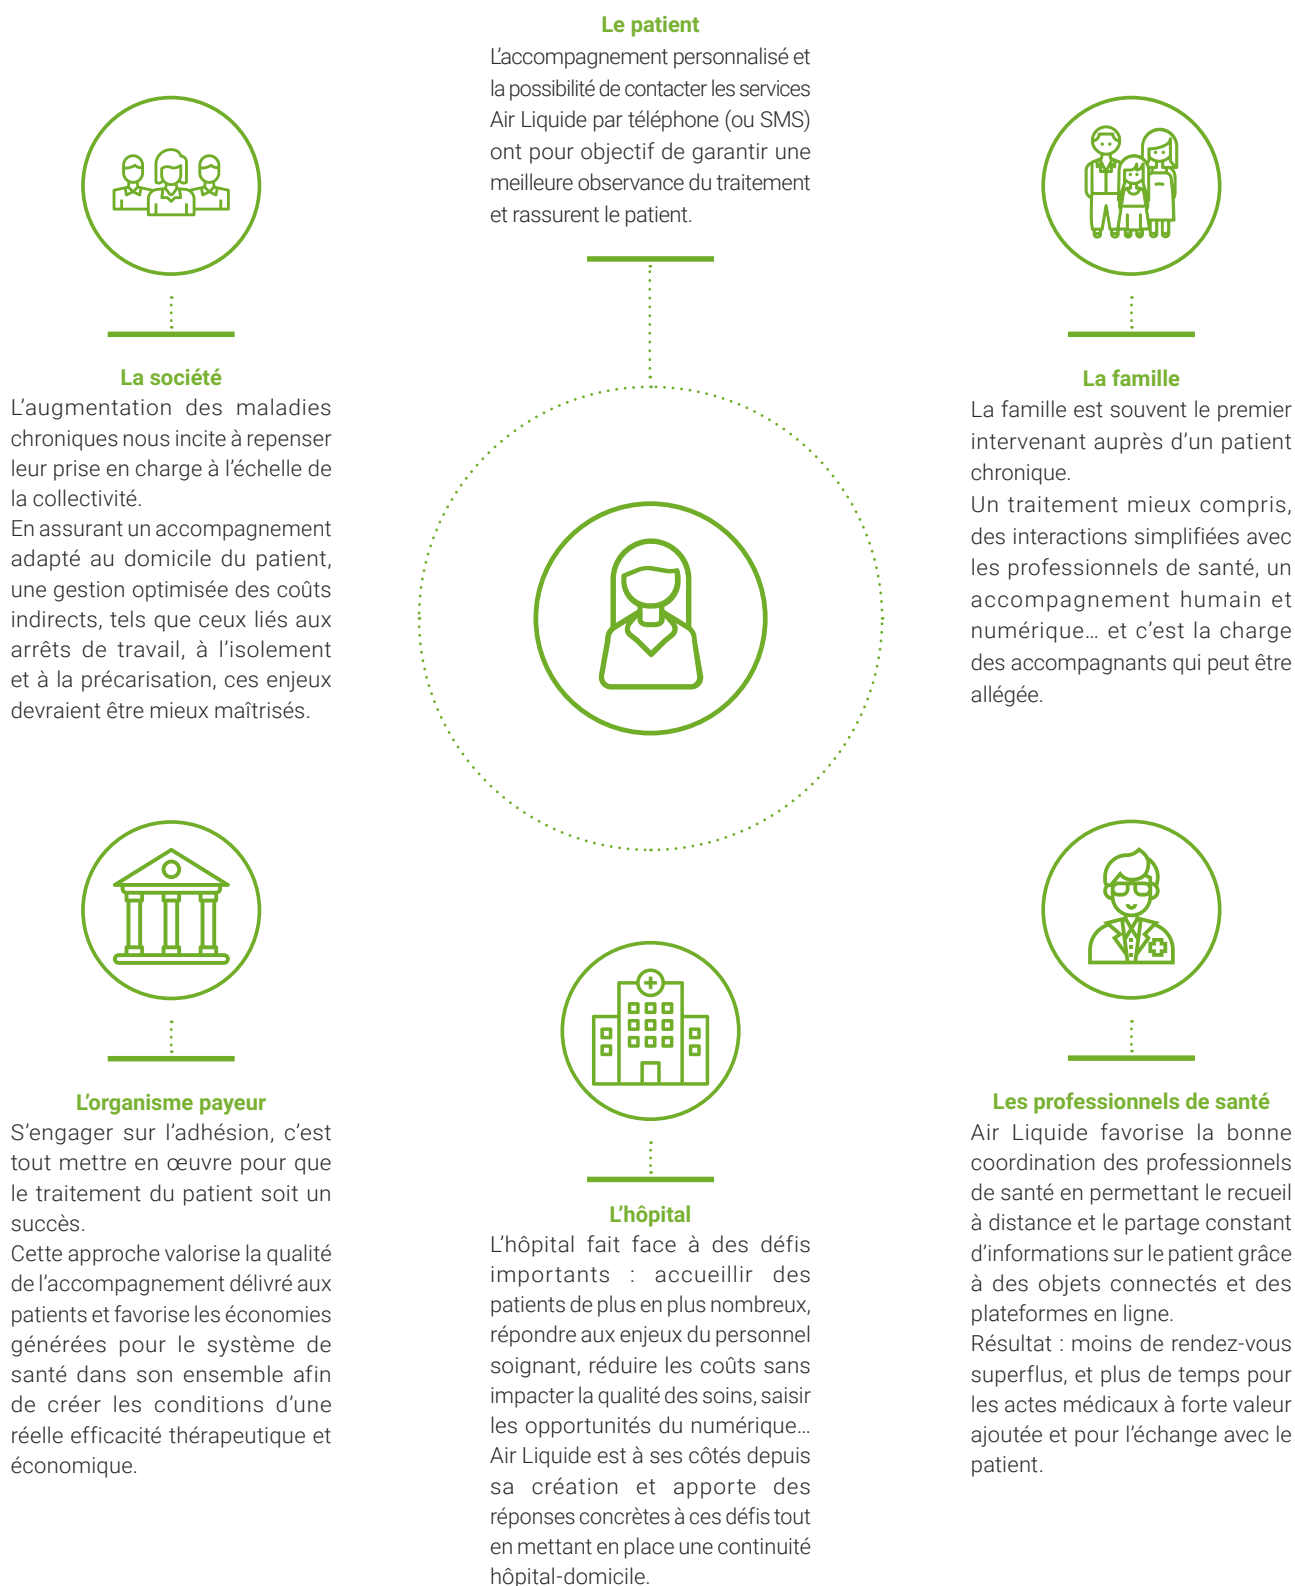 Le patient
L'accompagnement personnalisé et
la possibilité de contacter les services
Air Liquide par téléphone (ou SMS)
ont pour objectif de garantir une
meilleure observance du traitement
et rassurent le patient.
La société
L'augmentation des maladies
chroniques nous incite à repenser
leur prise en charge à l'échelle de
la collectivité.
En assurant un accompagnement
adapté au domicile du patient,
une gestion optimisée des coûts
indirects, tels que ceux liés aux
arrêts de travail, à l'isolement
et à la précarisation, ces enjeux
devraient être mieux maîtrisés.
La famille
La famille est souvent le premier
intervenant auprès d'un patient
chronique.
Un traitement mieux compris,
des interactions simplifiées avec
les professionnels de santé, un
accompagnement humain et
numérique… et c'est la charge
des accompagnants qui peut être
allégée.
L'organisme payeur
S'engager sur l'adhésion, c'est
tout mettre en œuvre pour que
le traitement du patient soit un
succès.
Cette approche valorise la qualité
de l'accompagnement délivré aux
patients et favorise les économies
générées pour le système de
santé dans son ensemble afin
de créer les conditions d'une
réelle efficacité thérapeutique et
économique.
L'hôpital
L'hôpital fait face à des défis
importants : accueillir des
patients de plus en plus nombreux,
répondre aux enjeux du personnel
soignant, réduire les coûts sans
impacter la qualité des soins, saisir
les opportunités du numérique…
Air Liquide est à ses côtés depuis
sa création et apporte des
réponses concrètes à ces défis tout
en mettant en place une continuité
hôpital-domicile.
Les professionnels de santé
Air Liquide favorise la bonne
coordination des professionnels
de santé en permettant le recueil
à distance et le partage constant
d'informations sur le patient grâce
à des objets connectés et des
plateformes en ligne.
Résultat : moins de rendez-vous
superflus, et plus de temps pour
les actes médicaux à forte valeur
ajoutée et pour l'échange avec le
patient.